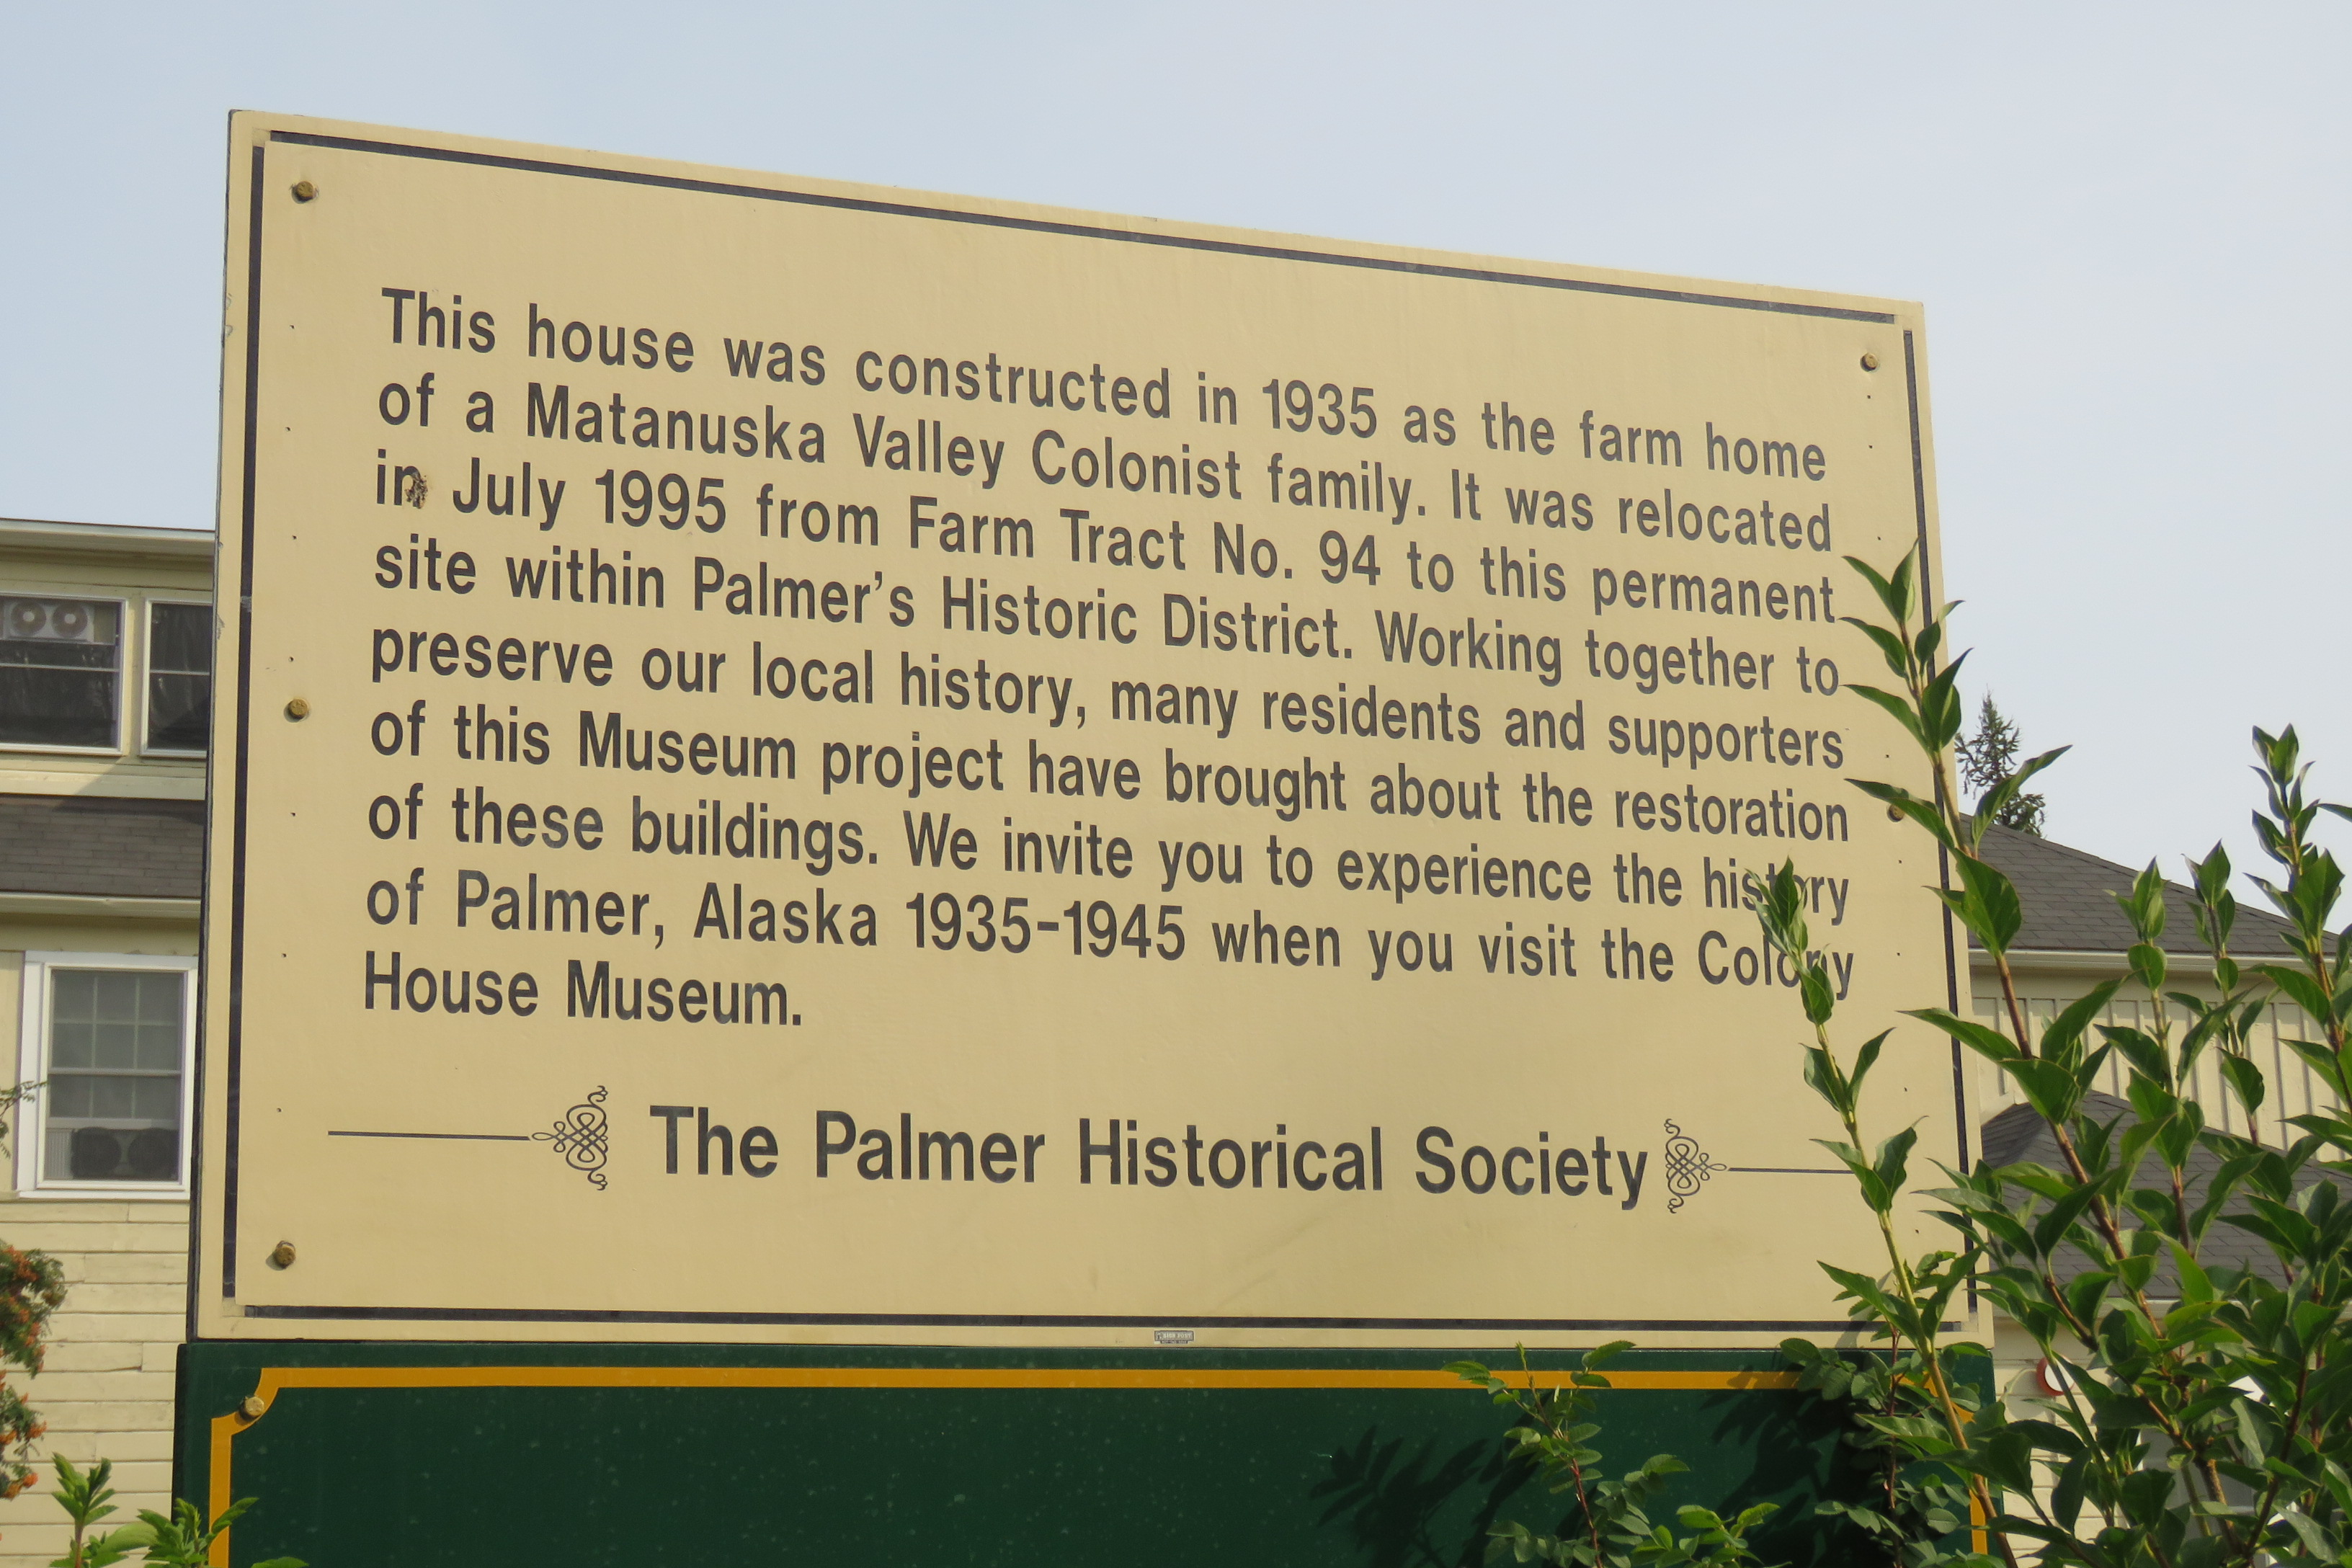 This house was constructed in 1935 as the farm home
of a Matanuska Valley Colonist family. It was relocated
in July 1995 from Farm Tract No. 94 to this permanent
site within Palmer's Historic District. Working together to
preserve our local history, many residents and supporters
of this Museum project have brought about the restoration
of these buildings. We invite you to experience the history
of Palmer, Alaska 1935-1945 when you visit the Colony
House Museum.
The Palmer Historical Society